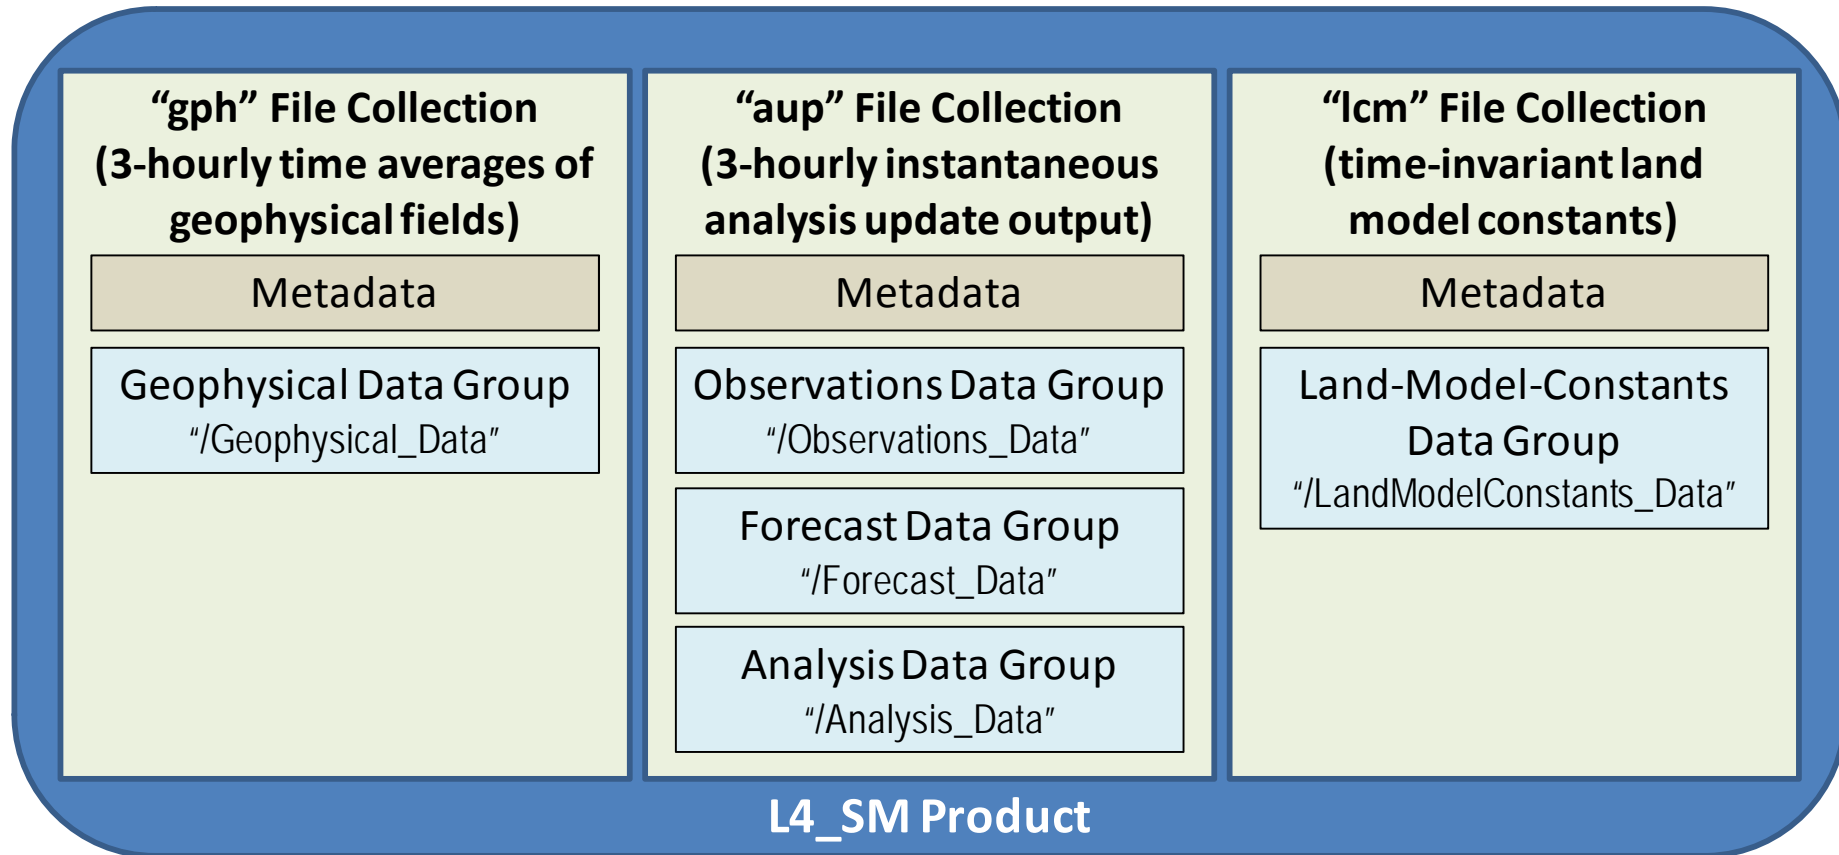 “gph” File Collection
(3-hourly time averages of
geophysical fields)
Metadata
Geophysical Data Group
“/Geophysical_Data”
“aup” File Collection
(3-hourly instantaneous
analysis update output)
Metadata
Observations Data Group
“/Observations_Data”
Forecast Data Group
“/Forecast_Data”
Analysis Data Group
“/Analysis_Data”
“lcm” File Collection
(time-invariant land
model constants)
Metadata
Land-Model-Constants
Data Group
“/LandModelConstants_Data”
L4_SM Product